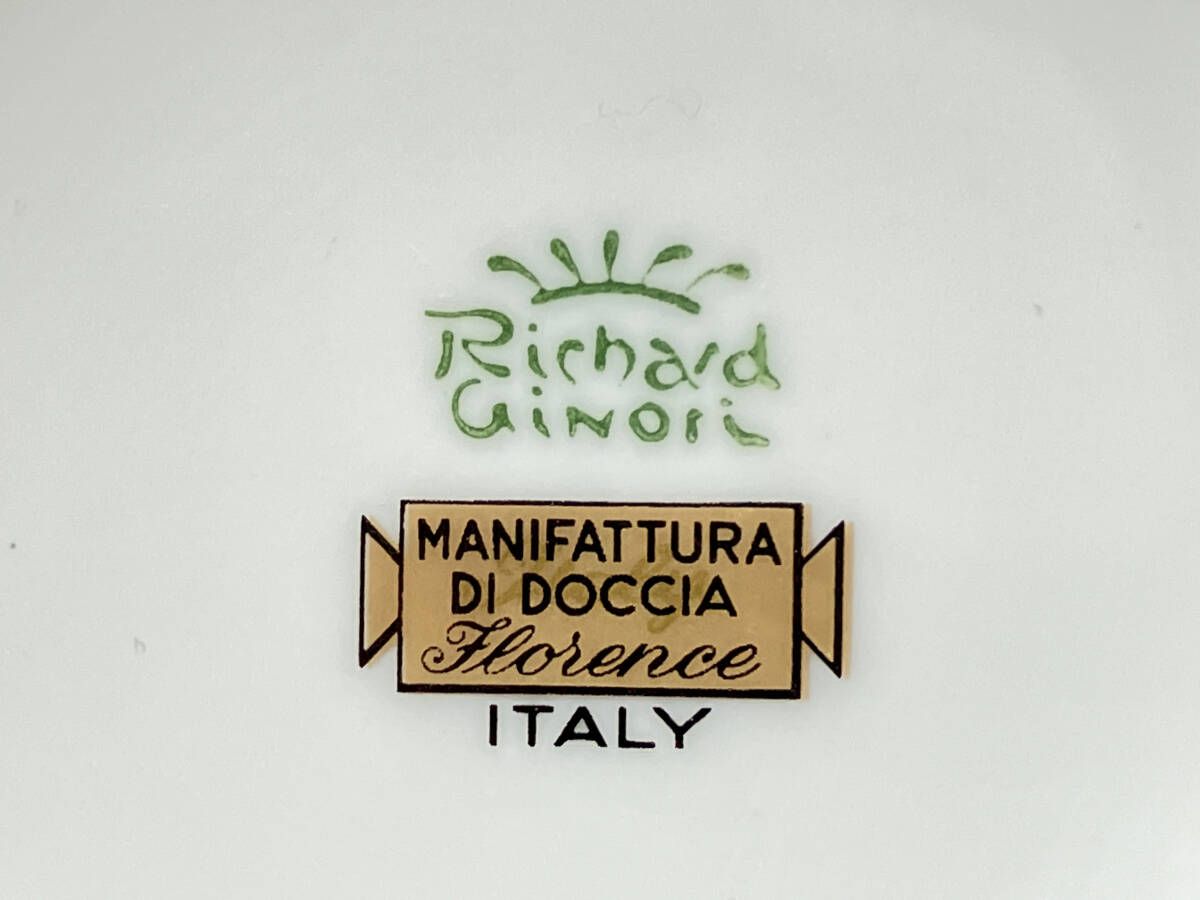 Richard
Ginori
MANIFATTURA
DI DOCCIA
Florence
ITALY